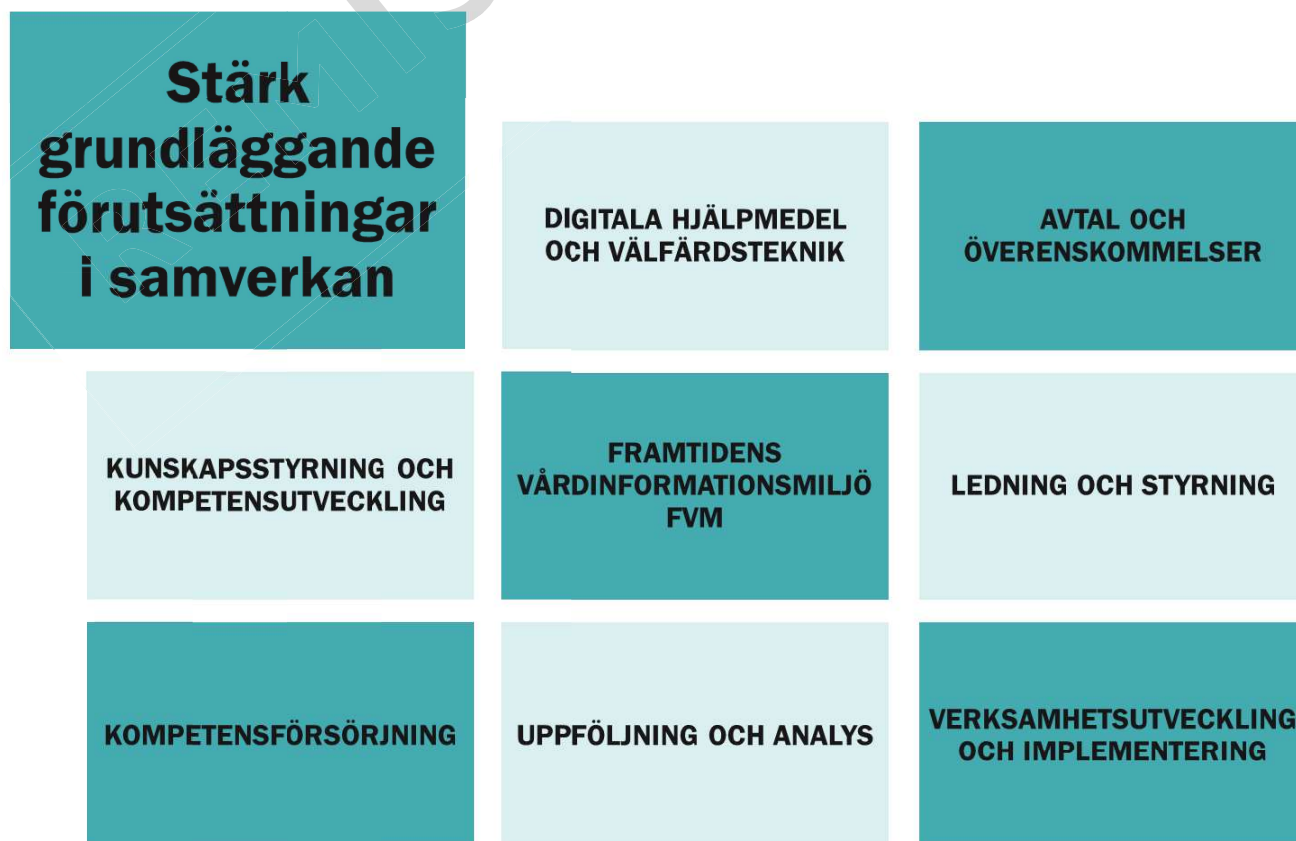 Stärk
grundläggande
förutsättningar
i samverkan
DIGITALA HJÄLPMEDEL
OCH VÄLFÄRDSTEKNIK
AVTAL OCH
ÖVERENSKOMMELSER
KUNSKAPSSTYRNING OCH
KOMPETENSUTVECKLING
FRAMTIDENS
VÅRDINFORMATIONSMILJÖ
FVM
LEDNING OCH STYRNING
KOMPETENSFÖRSÖRJNING
UPPFÖLJNING OCH ANALYS
VERKSAMHETSUTVECKLING
OCH IMPLEMENTERING